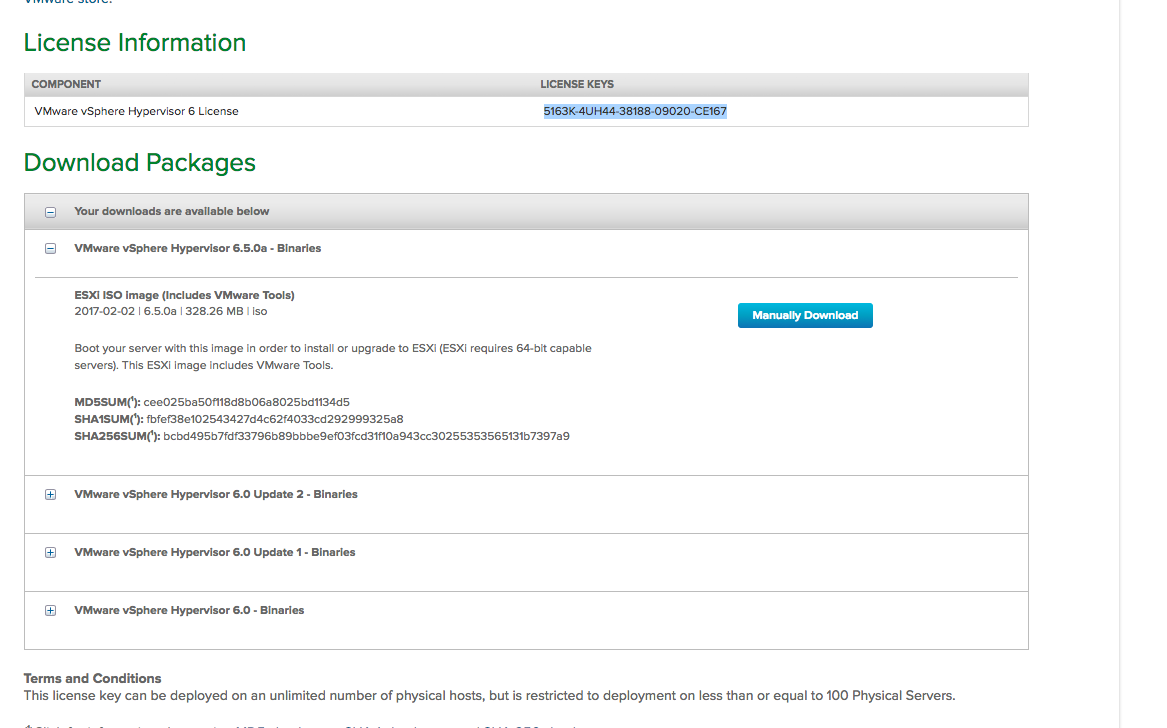 VMware store.
License Information
COMPONENT LICENSE KEYS
VMware vSphere Hypervisor 6 License 5163K-4UH44-38188-09020-CE167
Download Packages
Your downloads are available below
VMware vSphere Hypervisor 6.5.0a - Binaries
ESXi ISO image (Includes VMware Tools)
2017-02-02 | 6.5.0a | 328.26 MB | iso
Manually Download
Boot your server with this image in order to install or upgrade to ESXi (ESXi requires 64-bit capable
servers). This ESXi image includes VMware Tools.
MD5SUM(¹): cee025ba50f118d8b06a8025bd1134d5
SHA1SUM(¹): fbfef38e102543427d4c62f4033cd292999325a8
SHA256SUM(¹): bcbd495b7fdf33796b89bbbe9ef03fcd31f10a943cc30255353565131b7397a9
VMware vSphere Hypervisor 6.0 Update 2 - Binaries
VMware vSphere Hypervisor 6.0 Update 1 - Binaries
VMware vSphere Hypervisor 6.0 - Binaries
Terms and Conditions
This license key can be deployed on an unlimited number of physical hosts, but is restricted to deployment on less than or equal to 100 Physical Servers.